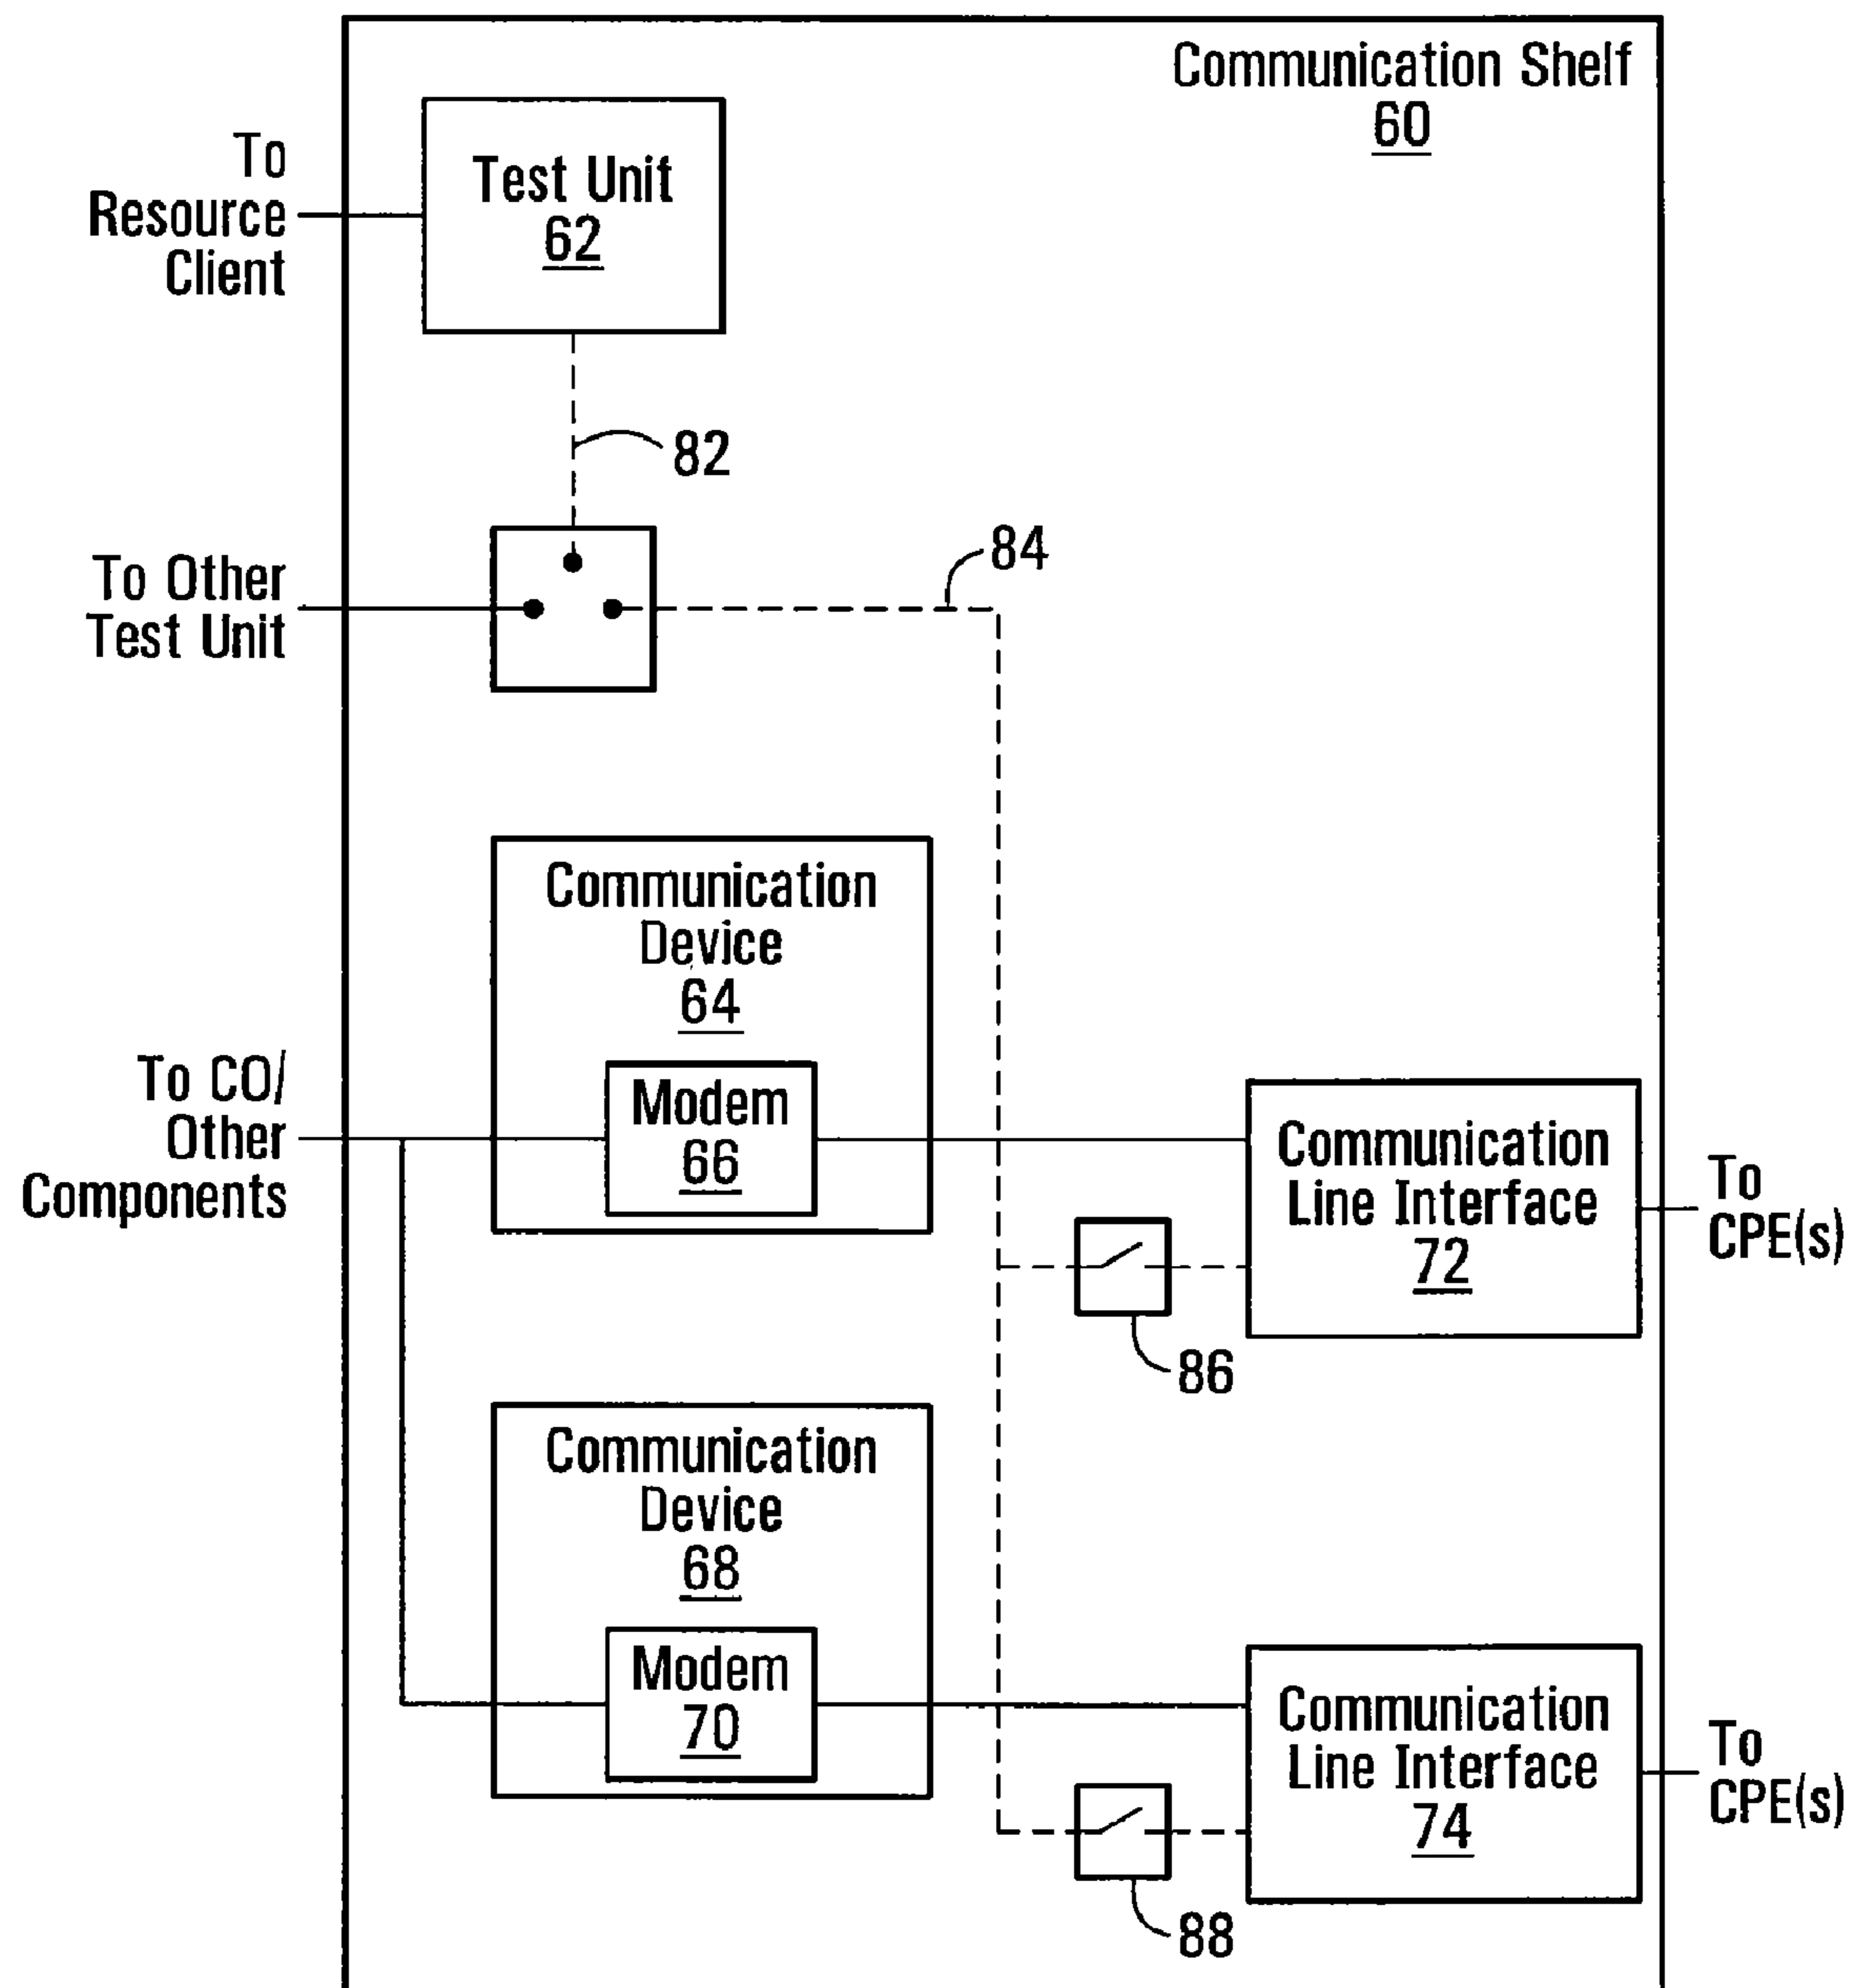 Communication Shelf
60
To
Resource
Client
Test Unit
62
82
To Other
Test Unit
84
Communication
Device
64
Modem
66
To CO/
Other
Components
Communication
Line Interface
72
To
CPE(s)
86
Communication
Device
68
Modem
70
Communication
Line Interface
74
To
CPE(s)
88